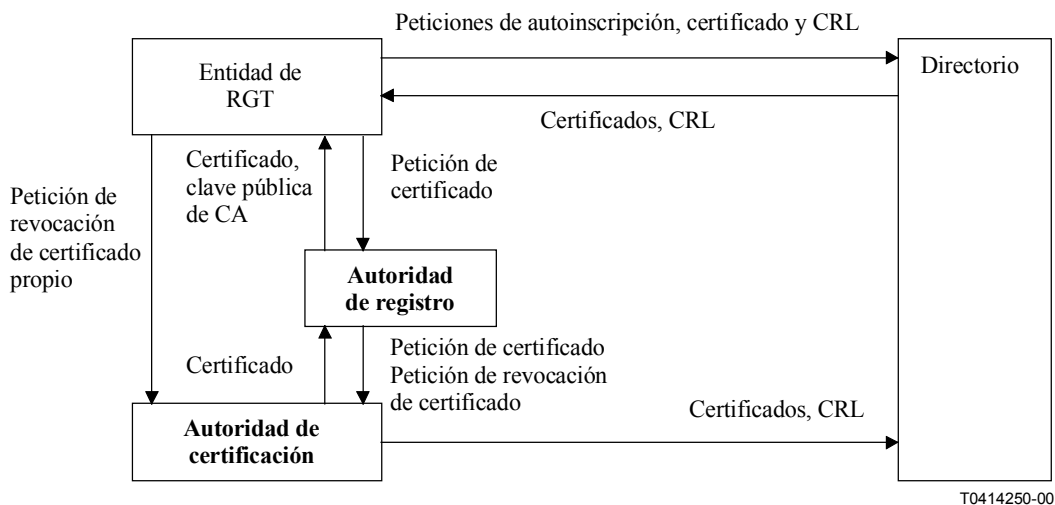 Peticiones de autoinscripción, certificado y CRL
Entidad de
RGT
Directorio
Certificados, CRL
Certificado,
clave pública
de CA
Petición de
certificado
Petición de
revocación
de certificado
propio
Autoridad
de registro
Certificado
Petición de certificado
Petición de revocación
de certificado
Certificados, CRL
Autoridad de
certificación
T0414250-00